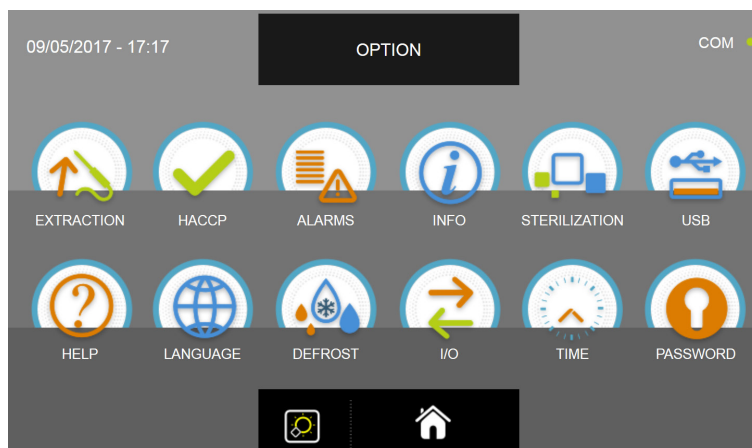 09/05/2017 - 17:17
OPTION
COM
EXTRACTION
HACCP
ALARMS
INFO
STERILIZATION
USB
HELP
LANGUAGE
DEFROST
I/O
TIME
PASSWORD